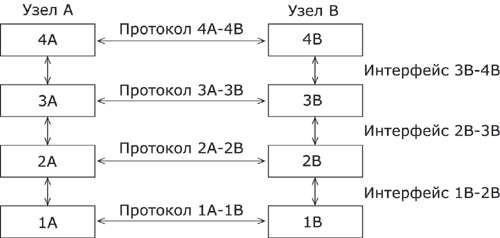 Узел А
Узел В
4А
Протокол 4А-4В
4В
Интерфейс 3В-4В
3А
Протокол 3А-3В
3В
Интерфейс 2В-3В
2А
Протокол 2А-2В
2В
Интерфейс 1В-2В
1А
Протокол 1А-1В
1В